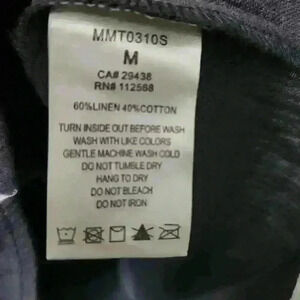 MMT0310S
M
CA# 29438
RN# 112568
60%LINEN 40%COTTON
TURN INSIDE OUT BEFORE WASH
WASH WITH LIKE COLORS
GENTLE MACHINE WASH COLD
DO NOT TUMBLE DRY
HANG TO DRY
DO NOT BLEACH
DO NOT IRON